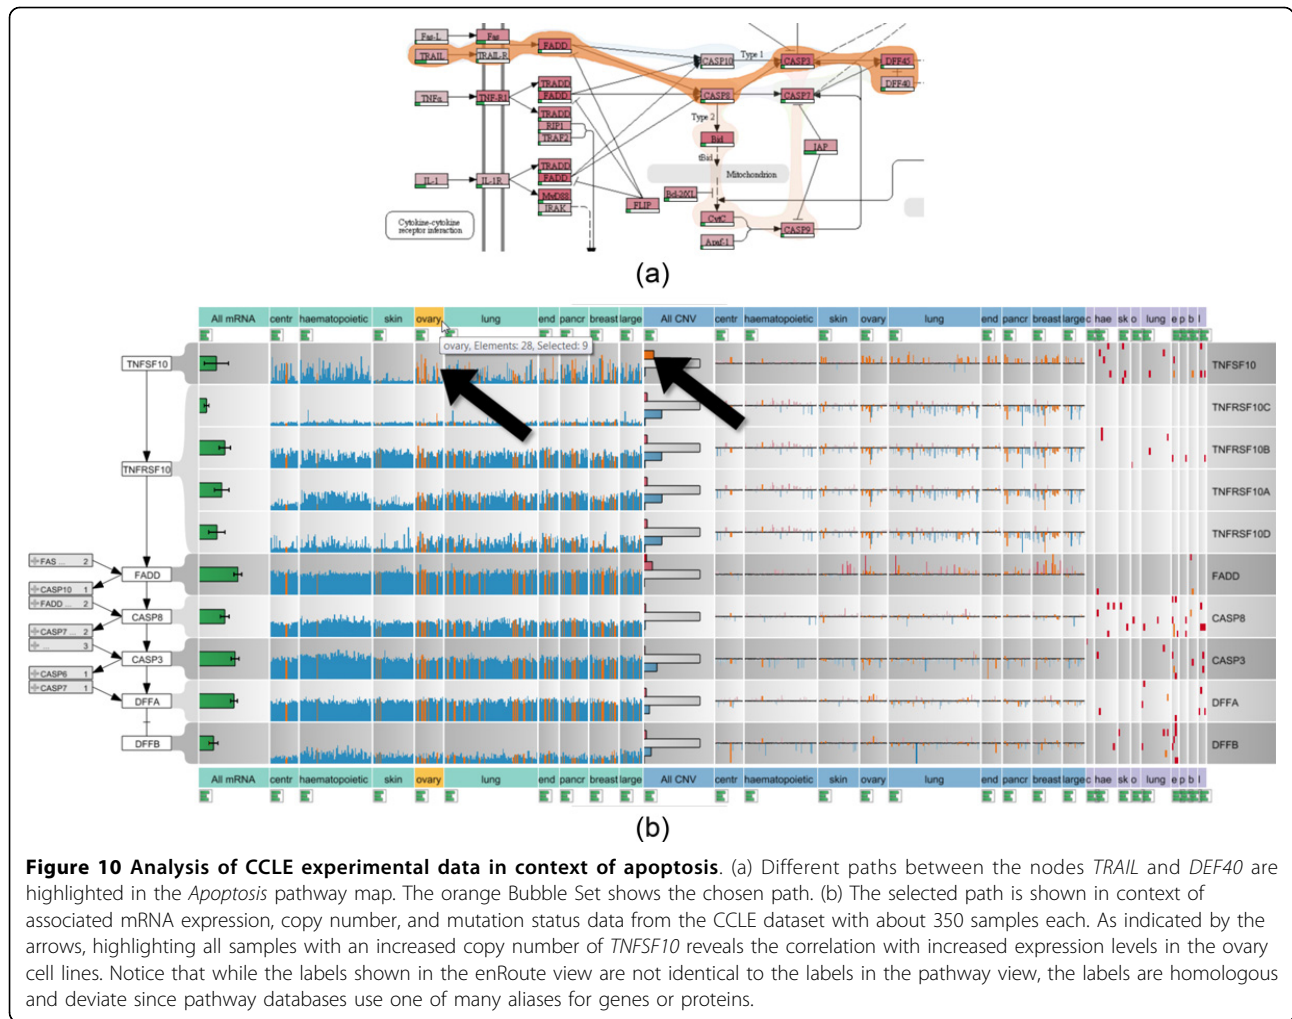 Fas-L Fas
TRAIL TRAIL-R FADD CASP10 Type 1 CASP3 DFF45
DFF40
TNFα TNF-R1 TRADD
FADD CASP8 CASP7
TRADD
RIP1
TRAF2
Type 2
Bid
IAP
tBid
Mitochondrion
IL-1 IL-1R TRADD
FADD
MyD88
IRAK
FLIP
Bcl-2/XL
CytC
Apaf-1
CASP9
Cytokine-cytokine
receptor interaction
(a)
All mRNA centr haematopoietic skin ovary lung end pancr breast large All CNV centr haematopoietic skin ovary lung end pancr breast large c hae sk o lung e p b l
ovary, Elements: 28, Selected: 9
TNFSF10 TNFSF10
TNFRSF10C
TNFRSF10B
TNFRSF10
TNFRSF10A
TNFRSF10D
FAS ... 2
FADD FADD
CASP10 1
FADD ... 2
CASP8 CASP8
CASP7 ... 2
... 3
CASP3 CASP3
CASP6 1
CASP7 1
DFFA DFFA
DFFB DFFB
All mRNA centr haematopoietic skin ovary lung end pancr breast large All CNV centr haematopoietic skin ovary lung end pancr breast large c hae sk o lung e p b l
(b)
Figure 10 Analysis of CCLE experimental data in context of apoptosis. (a) Different paths between the nodes TRAIL and DEF40 are
highlighted in the Apoptosis pathway map. The orange Bubble Set shows the chosen path. (b) The selected path is shown in context of
associated mRNA expression, copy number, and mutation status data from the CCLE dataset with about 350 samples each. As indicated by the
arrows, highlighting all samples with an increased copy number of TNFSF10 reveals the correlation with increased expression levels in the ovary
cell lines. Notice that while the labels shown in the enRoute view are not identical to the labels in the pathway view, the labels are homologous
and deviate since pathway databases use one of many aliases for genes or proteins.